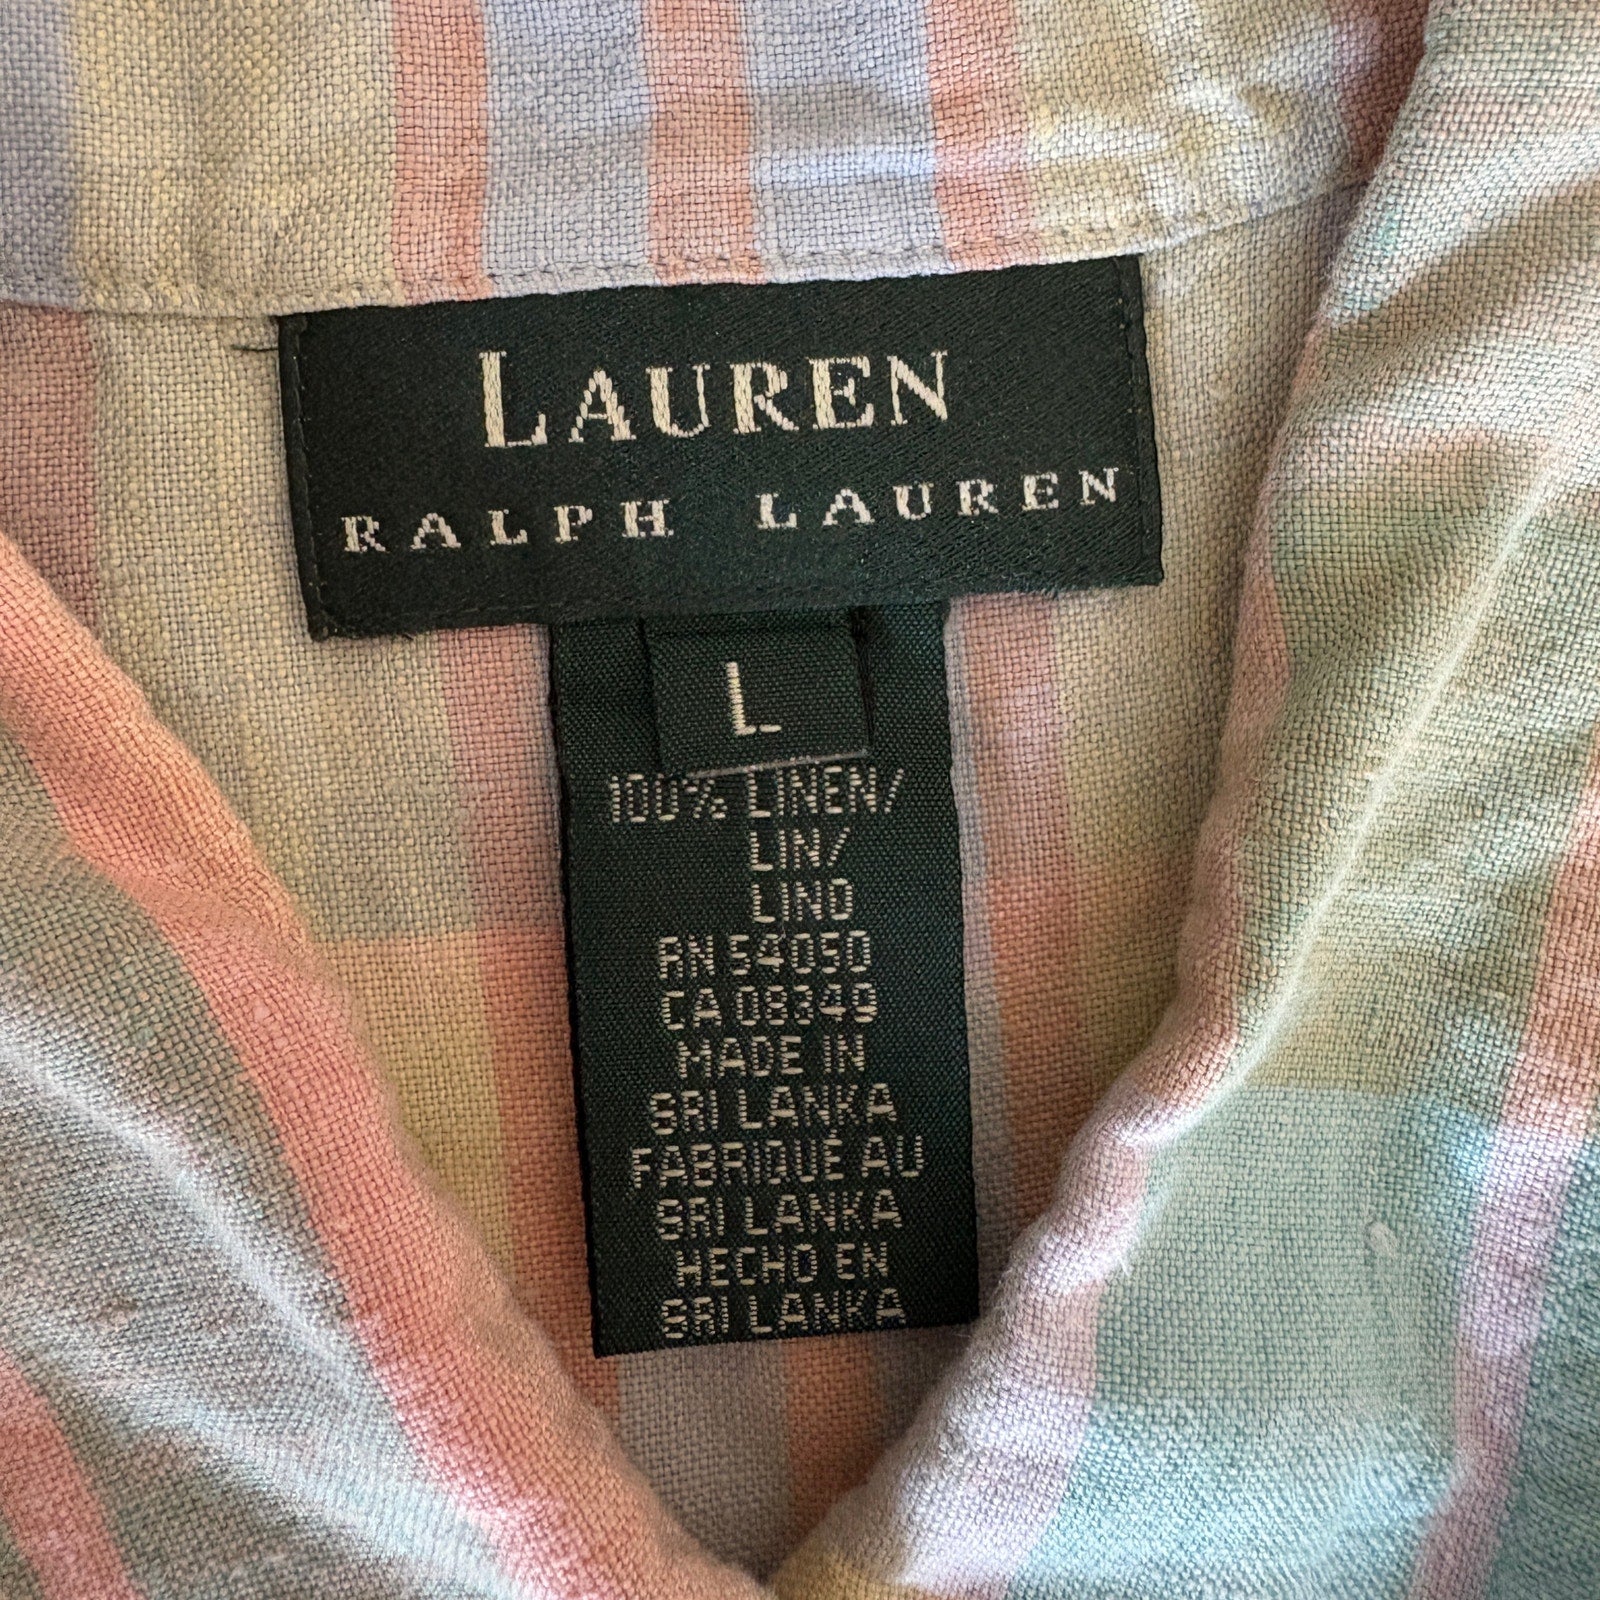 LAUREN
RALPH LAUREN
L
100% LINEN/
LIN/
LINO
RN 54050
CA 08349
MADE IN
SRI LANKA
FABRIQUÉ AU
SRI LANKA
HECHO EN
SRI LANKA